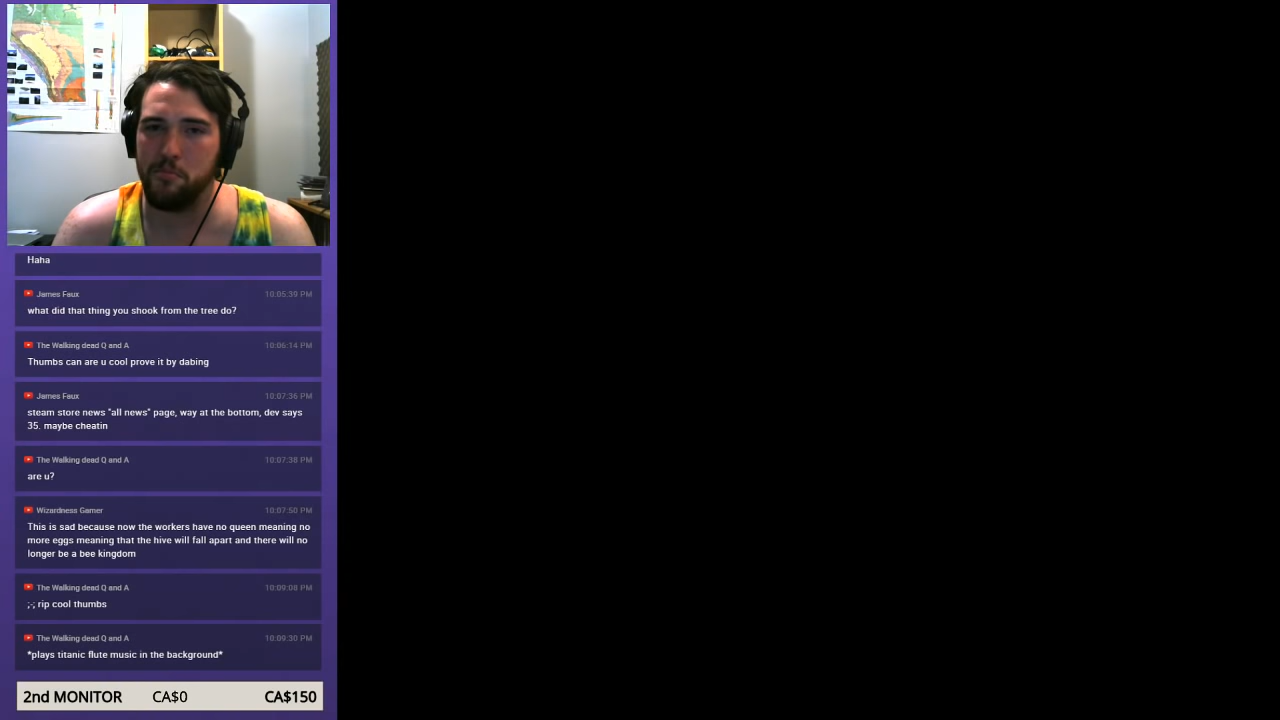 Haha
James Faux 10:05:39 PM
what did that thing you shook from the tree do?
The Walking dead Q and A 10:06:14 PM
Thumbs can are u cool prove it by dabing
James Faux 10:07:36 PM
steam store news "all news" page, way at the bottom, dev says
35. maybe cheatin
The Walking dead Q and A 10:07:38 PM
are u?
Wizardness Gamer 10:07:50 PM
This is sad because now the workers have no queen meaning no
more eggs meaning that the hive will fall apart and there will no
longer be a bee kingdom
The Walking dead Q and A 10:09:08 PM
;-; rip cool thumbs
The Walking dead Q and A 10:09:30 PM
*plays titanic flute music in the background*
2nd MONITOR CA$0 CA$150